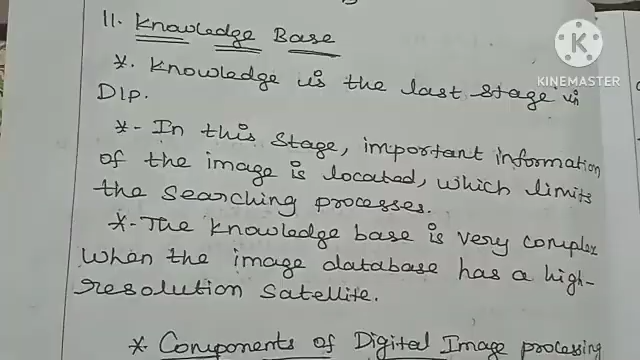 11. Knowledge Base
*. Knowledge is the last stage in
DIP.
*- In this stage, important information
of the image is located, which limits
the searching processes.
*- The knowledge base is very complex
when the image database has a high-
resolution satellite.
* Components of Digital Image processing
K
KINEMASTER